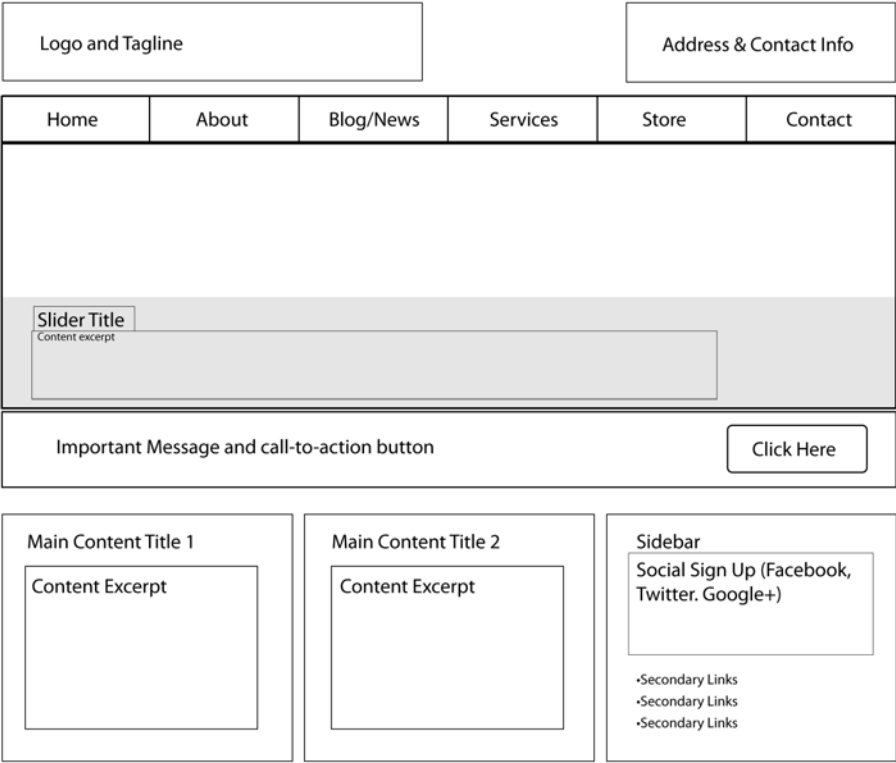 Logo and Tagline
Address & Contact Info
Home
About
Blog/News
Services
Store
Contact
Slider Title
Content excerpt
Important Message and call-to-action button
Click Here
Main Content Title 1
Content Excerpt
Main Content Title 2
Content Excerpt
Sidebar
Social Sign Up (Facebook,
Twitter. Google+)
•Secondary Links
•Secondary Links
•Secondary Links